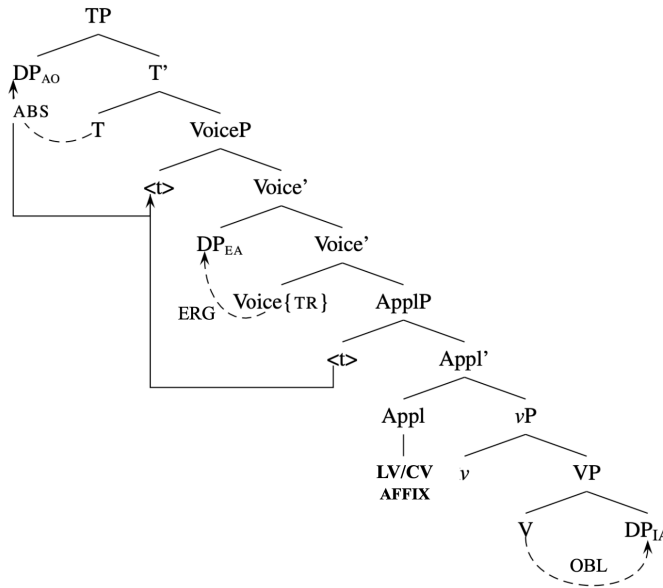 TP
DP_AO T’
ABS
T VoiceP
<t> Voice’
DP_EA Voice’
ERG Voice{TR} ApplP
<t> Appl’
Appl vP
LV/CV v VP
AFFIX
V DP_IA
OBL